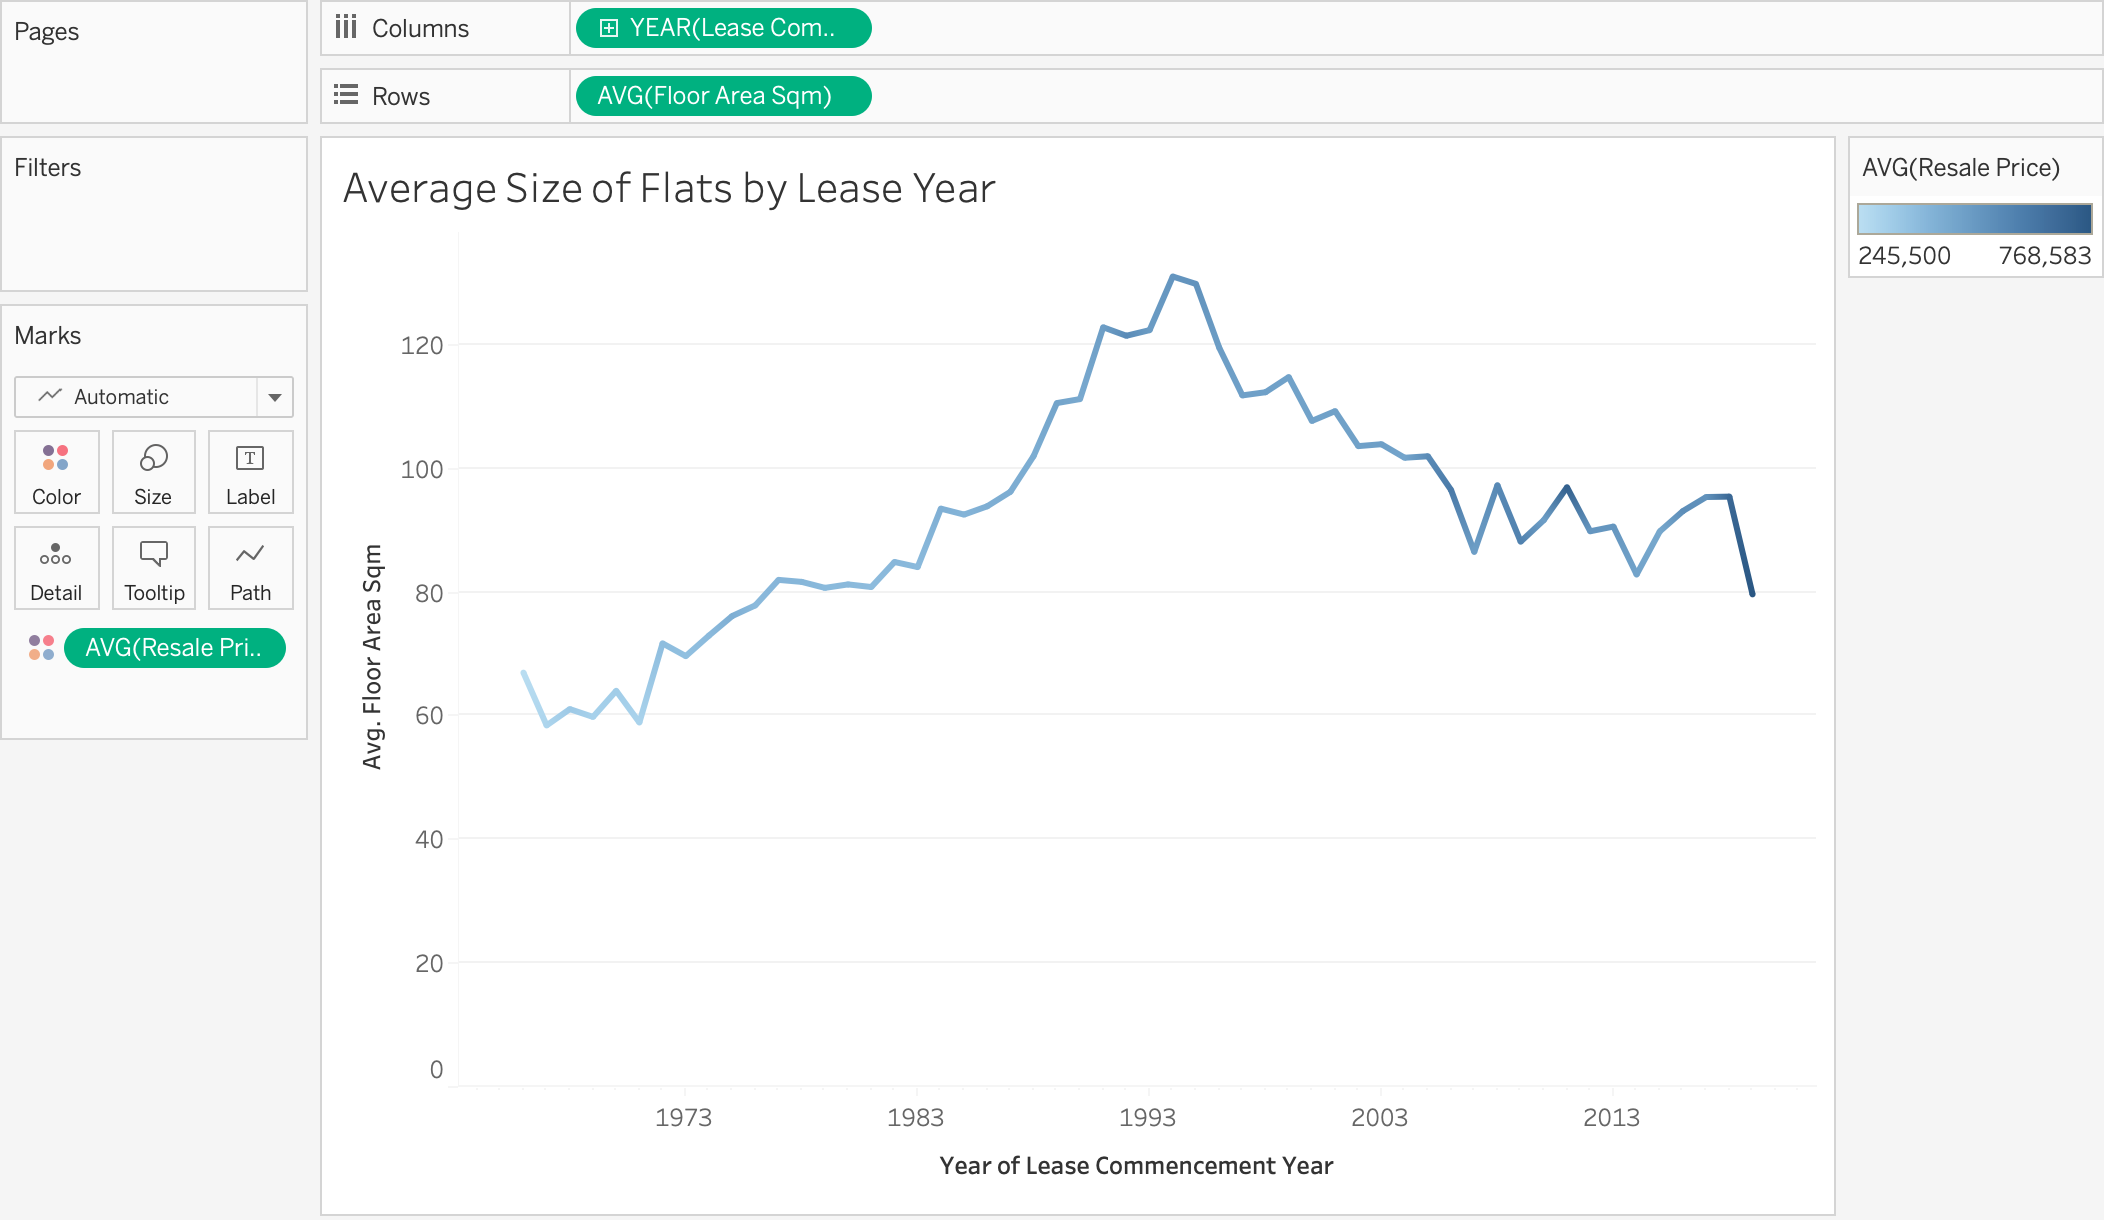 Pages
Columns
YEAR(Lease Com..
Rows
AVG(Floor Area Sqm)
Filters
Marks
Automatic
Color
Size
T
Label
Detail
Tooltip
Path
AVG(Resale Pri..
Average Size of Flats by Lease Year
Avg. Floor Area Sqm
120
100
80
60
40
20
0
1973
1983
1993
2003
2013
Year of Lease Commencement Year
AVG(Resale Price)
245,500
768,583